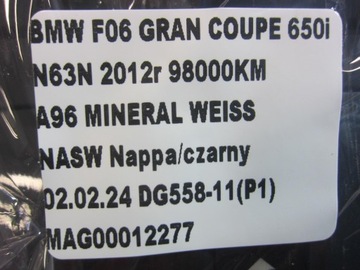 BMW F06 GRAN COUPE 650i
N63N 2012r 98000KM
A96 MINERAL WEISS
NASW Nappa/czarny
02.02.24 DG558-11(P1)
MAG00012277